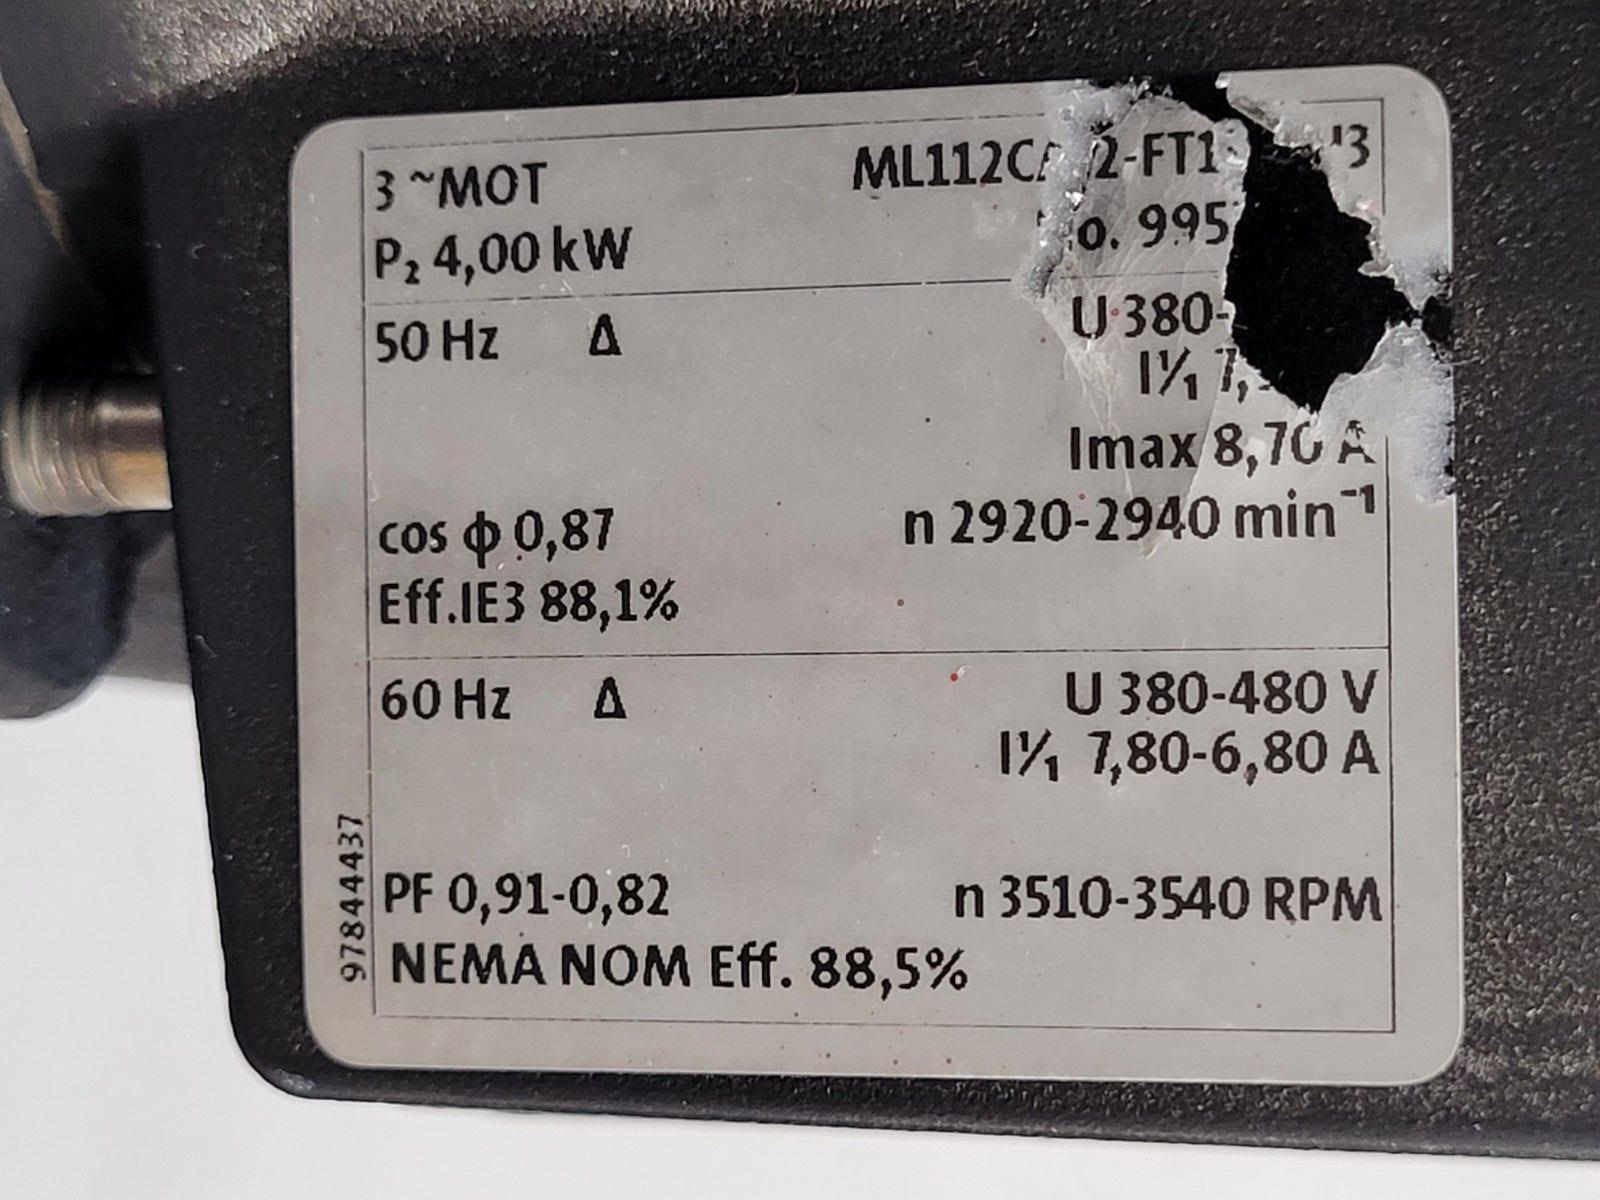 3 ~MOT
P₂ 4,00 kW
50 Hz Δ
U 380-
I¹⁄₁
Imax 8,70 A
cos φ 0,87 n 2920-2940 min⁻¹
Eff.IE3 88,1%
60 Hz Δ U 380-480 V
I¹⁄₁ 7,80-6,80 A
PF 0,91-0,82 n 3510-3540 RPM
NEMA NOM Eff. 88,5%
97844437